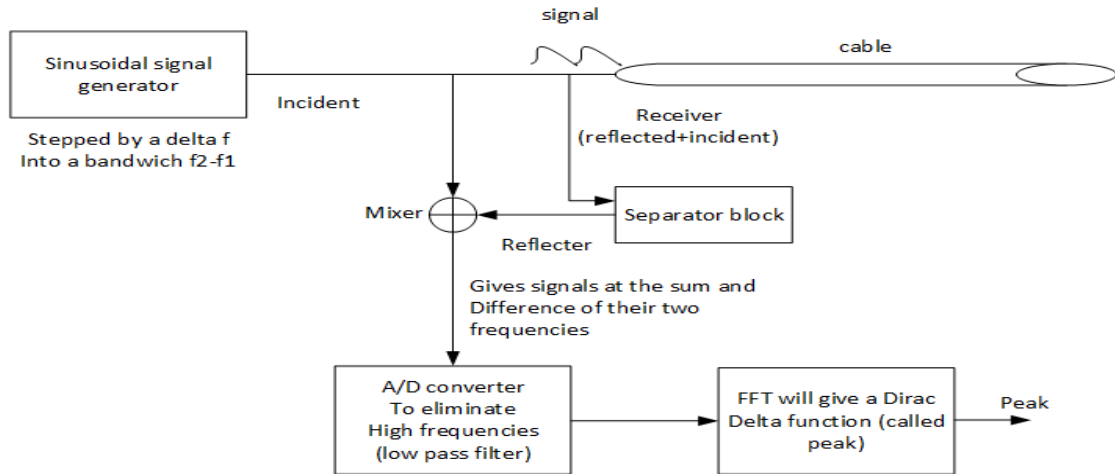 signal
cable
Sinusoidal signal
generator
Incident
Stepped by a delta f
Into a bandwich f2-f1
Receiver
(reflected+incident)
Mixer
Separator block
Reflecter
Gives signals at the sum and
Difference of their two
frequencies
A/D converter
To eliminate
High frequencies
(low pass filter)
FFT will give a Dirac
Delta function (called
peak)
Peak